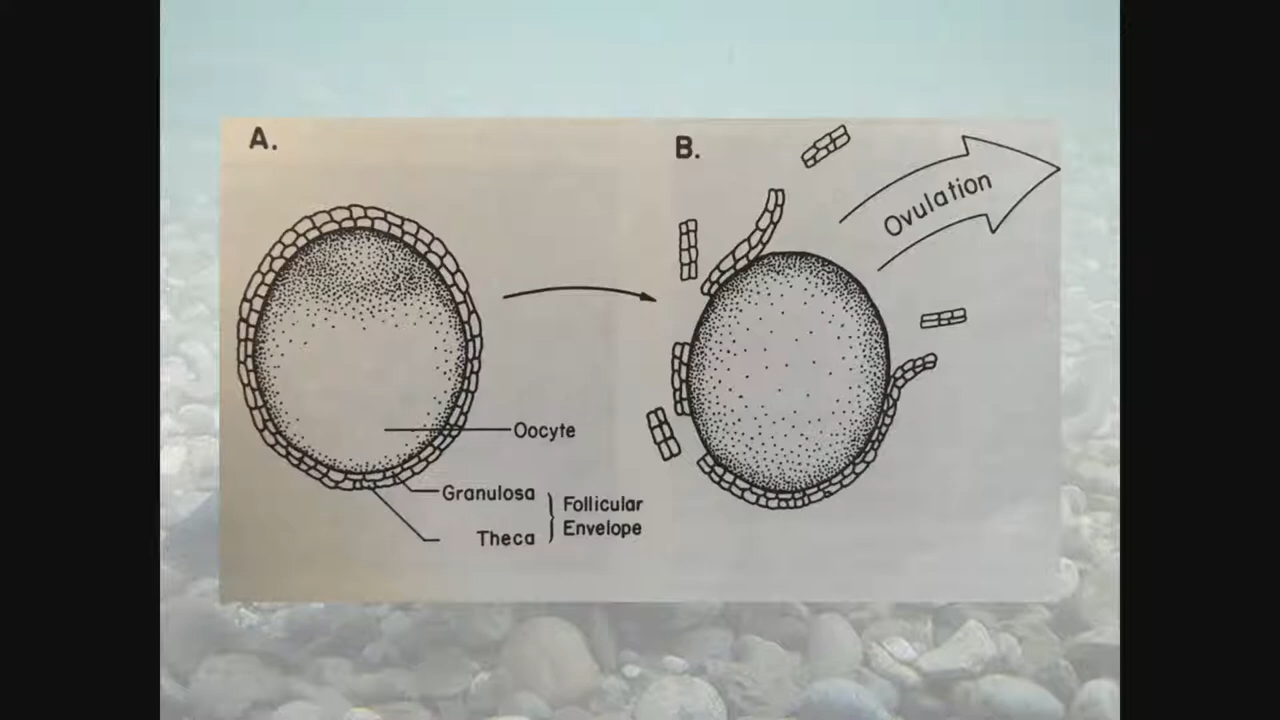 A.
B.
Ovulation
Oocyte
Granulosa
Theca
Follicular
Envelope